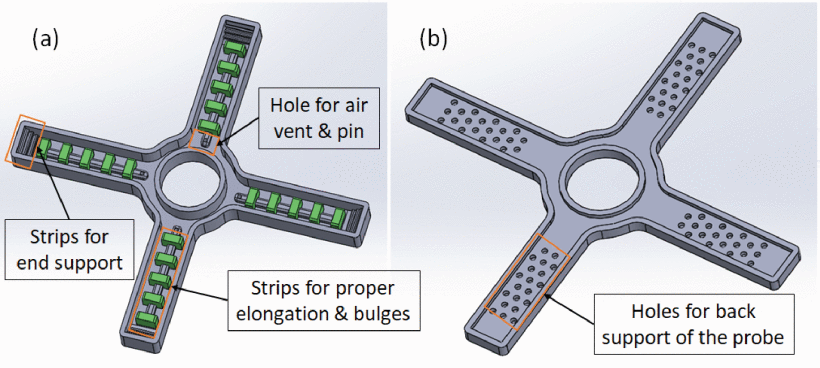 (a)
Hole for air
vent & pin
Strips for
end support
Strips for proper
elongation & bulges
(b)
Holes for back
support of the probe